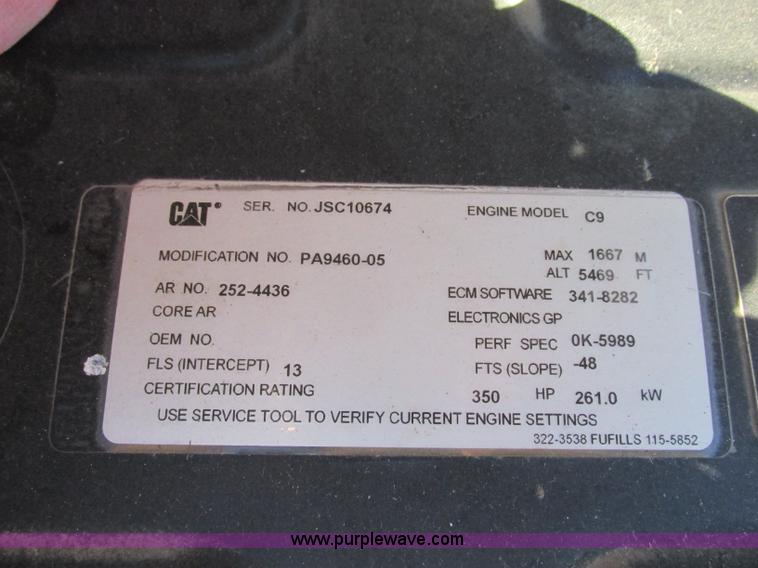 CAT® SER. NO. JSC10674 ENGINE MODEL C9
MODIFICATION NO. PA9460-05 MAX 1667 M
ALT 5469 FT
AR NO. 252-4436 ECM SOFTWARE 341-8282
CORE AR ELECTRONICS GP
OEM NO. PERF SPEC 0K-5989
FLS (INTERCEPT) 13 FTS (SLOPE) -48
CERTIFICATION RATING 350 HP 261.0 kW
USE SERVICE TOOL TO VERIFY CURRENT ENGINE SETTINGS
322-3538 FUFILLS 115-5852
www.purplewave.com